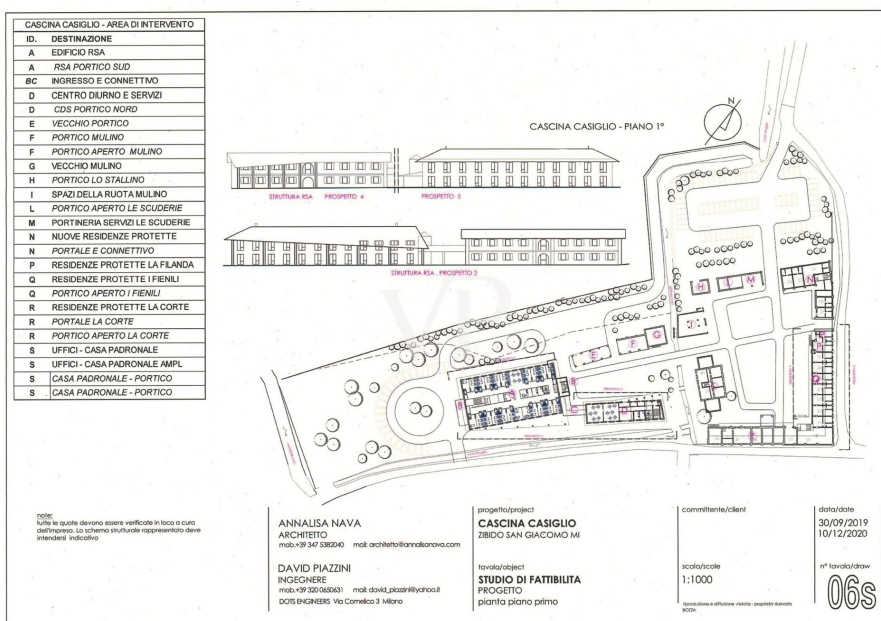 CASCINA CASIGLIO - AREA DI INTERVENTO
ID. DESTINAZIONE
A EDIFICIO RSA
A RSA PORTICO SUD
BC INGRESSO E CONNETTIVO
D CENTRO DIURNO E SERVIZI
D CDS PORTICO NORD
E VECCHIO PORTICO
F PORTICO MULINO
F PORTICO APERTO MULINO
G VECCHIO MULINO
H PORTICO LO STALLINO
I SPAZI DELLA RUOTA MULINO
L PORTICO APERTO LE SCUDERIE
M PORTINERIA SERVIZI LE SCUDERIE
N NUOVE RESIDENZE PROTETTE
N PORTALE E CONNETTIVO
P RESIDENZE PROTETTE LA FILANDA
Q RESIDENZE PROTETTE I FIENILI
Q PORTICO APERTO I FIENILI
R RESIDENZE PROTETTE LA CORTE
R PORTALE LA CORTE
R PORTICO APERTO LA CORTE
S UFFICI - CASA PADRONALE
S UFFICI - CASA PADRONALE AMPL
S CASA PADRONALE - PORTICO
S CASA PADRONALE - PORTICO
CASCINA CASIGLIO - PIANO 1°
N
STRUTTURA RSA PROSPETTO 4 PROSPETTO 5
STRUTTURA RSA . PROSPETTO 3
VP
H
L
M
N
I
G
F
E
P
Q
B
D
note:
tutte le quote devono essere verificate in loco a cura
dell'impresa. Lo schema strutturale rappresentato deve
intendersi indicativo
ANNALISA NAVA
ARCHITETTO
mob.+39 347 5382040 mail: architetto@annalisanava.com
DAVID PIAZZINI
INGEGNERE
mob.+39 320 0650631 mail: david_piazzini@yahoo.it
DOTS ENGINEERS Via Comelico 3 Milano
progetto/project
CASCINA CASIGLIO
ZIBIDO SAN GIACOMO MI
tavola/object
STUDIO DI FATTIBILITA
PROGETTO
pianta piano primo
committente/client
scala/scale
1:1000
riproduzione e diffusione vietata - proprietà riservata
BOZZA
data/date
30/09/2019
10/12/2020
n° tavola/draw
06s